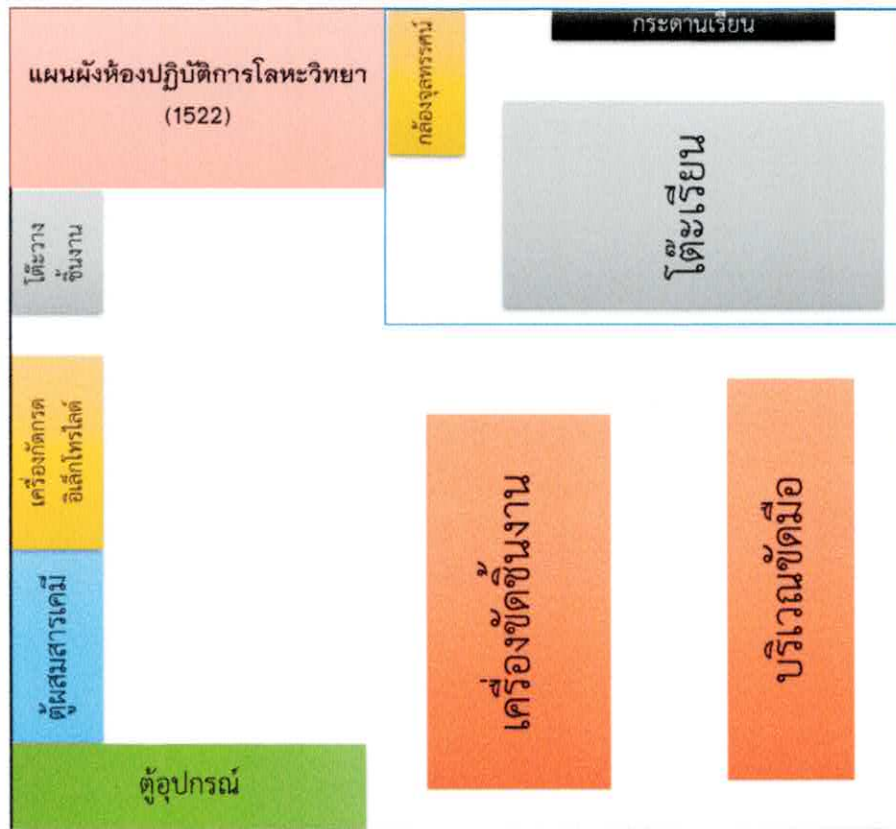 แผนผังห้องปฏิบัติการโลหะวิทยา
(1522)
กล้องจุลทรรศน์
กระดานเรียน
โต๊ะเรียน
โต๊ะวาง
ชิ้นงาน
เครื่องกัดกรด
อิเล็กโทรไลต์
ตู้ผสมสารเคมี
ตู้อุปกรณ์
เครื่องขัดชิ้นงาน
บริเวณขัดมือ